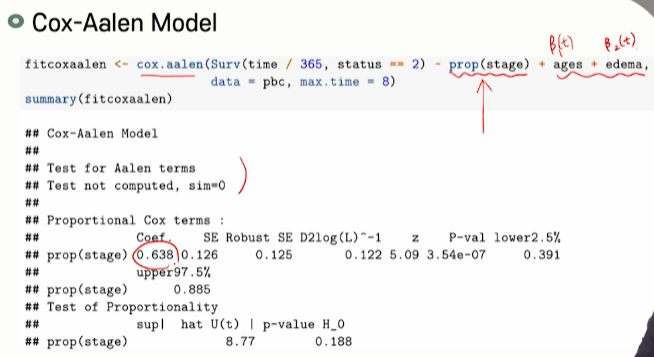 Cox-Aalen Model
β(t) β₂(t)
fitcoxaalen <- cox.aalen(Surv(time / 365, status == 2) ~ prop(stage) + ages + edema,
data = pbc, max.time = 8)
summary(fitcoxaalen)
## Cox-Aalen Model
##
## Test for Aalen terms
## Test not computed, sim=0
##
## Proportional Cox terms :
## Coef. SE Robust SE D2log(L)^-1 z P-val lower2.5%
## prop(stage) 0.638 0.126 0.125 0.122 5.09 3.54e-07 0.391
## upper97.5%
## prop(stage) 0.885
## Test of Proportionality
## sup| hat U(t) | p-value H_0
## prop(stage) 8.77 0.188